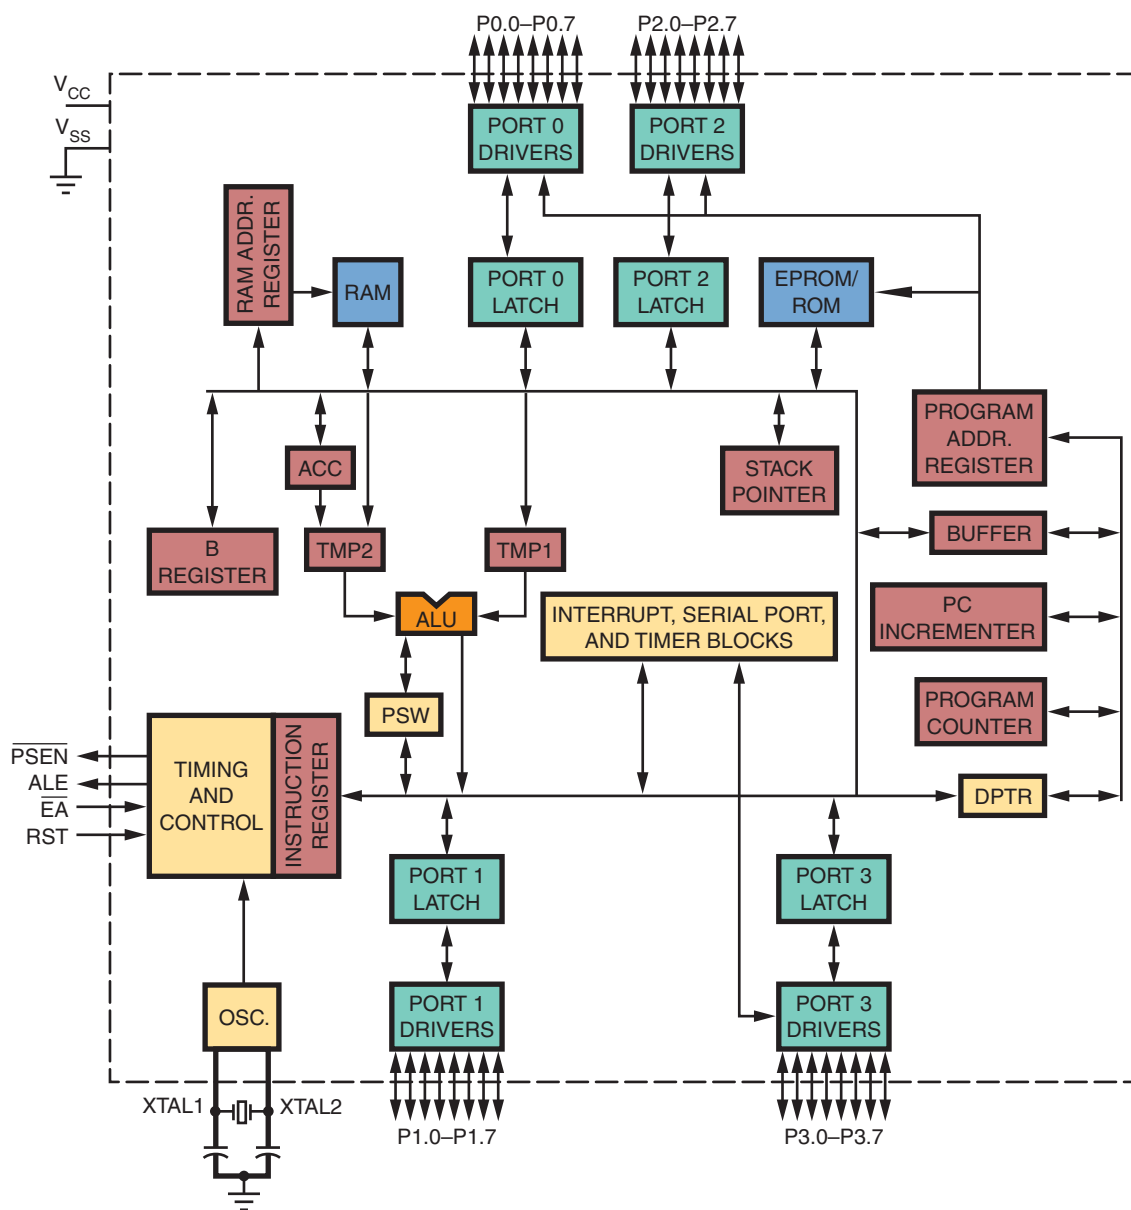 P0.0–P0.7
P2.0–P2.7
VCC
VSS
PORT 0
DRIVERS
PORT 2
DRIVERS
RAM ADDR.
REGISTER
RAM
PORT 0
LATCH
PORT 2
LATCH
EPROM/
ROM
PROGRAM
ADDR.
REGISTER
ACC
STACK
POINTER
B
REGISTER
TMP2
TMP1
BUFFER
ALU
INTERRUPT, SERIAL PORT,
AND TIMER BLOCKS
PC
INCREMENTER
PSW
PROGRAM
COUNTER
PSEN
ALE
EA
RST
TIMING
AND
CONTROL
INSTRUCTION
REGISTER
DPTR
PORT 1
LATCH
PORT 3
LATCH
OSC.
PORT 1
DRIVERS
PORT 3
DRIVERS
XTAL1
XTAL2
P1.0–P1.7
P3.0–P3.7